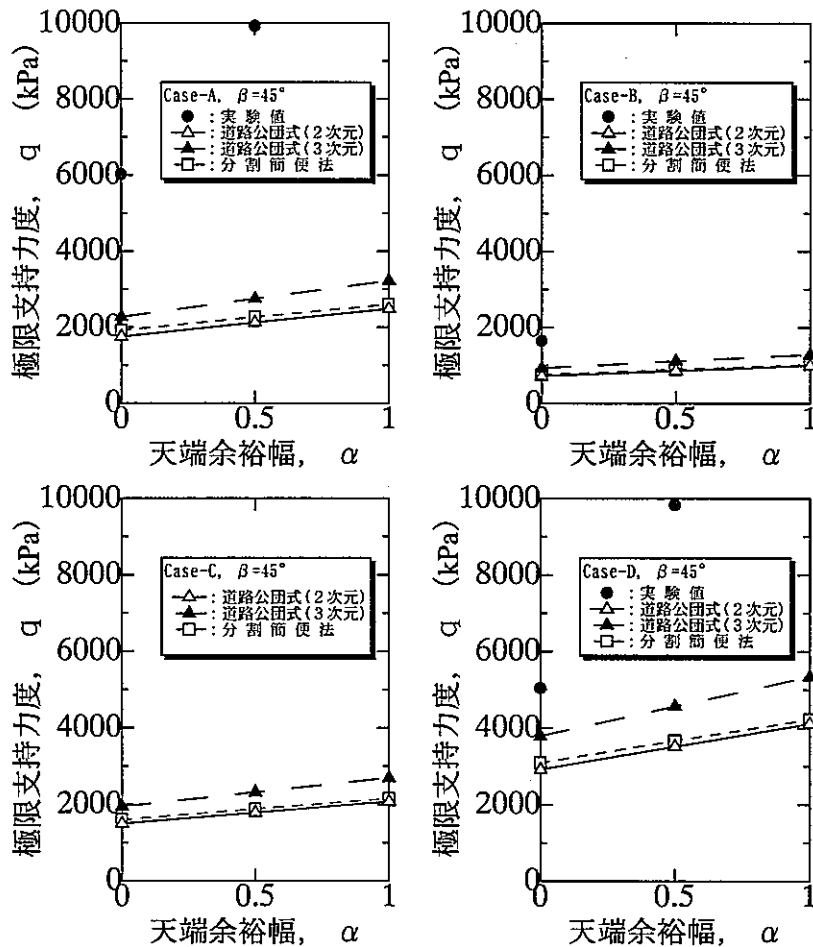 極限支持力度, q (kPa)
10000
8000
6000
4000
2000
0
Case-A, β=45°
●:実験値
△:道路公団式(2次元)
▲:道路公団式(3次元)
□:分割簡便法
0 0.5 1
天端余裕幅, α
極限支持力度, q (kPa)
10000
8000
6000
4000
2000
0
Case-B, β=45°
●:実験値
△:道路公団式(2次元)
▲:道路公団式(3次元)
□:分割簡便法
0 0.5 1
天端余裕幅, α
極限支持力度, q (kPa)
10000
8000
6000
4000
2000
0
Case-C, β=45°
△:道路公団式(2次元)
▲:道路公団式(3次元)
□:分割簡便法
0 0.5 1
天端余裕幅, α
極限支持力度, q (kPa)
10000
8000
6000
4000
2000
0
Case-D, β=45°
●:実験値
△:道路公団式(2次元)
▲:道路公団式(3次元)
□:分割簡便法
0 0.5 1
天端余裕幅, α